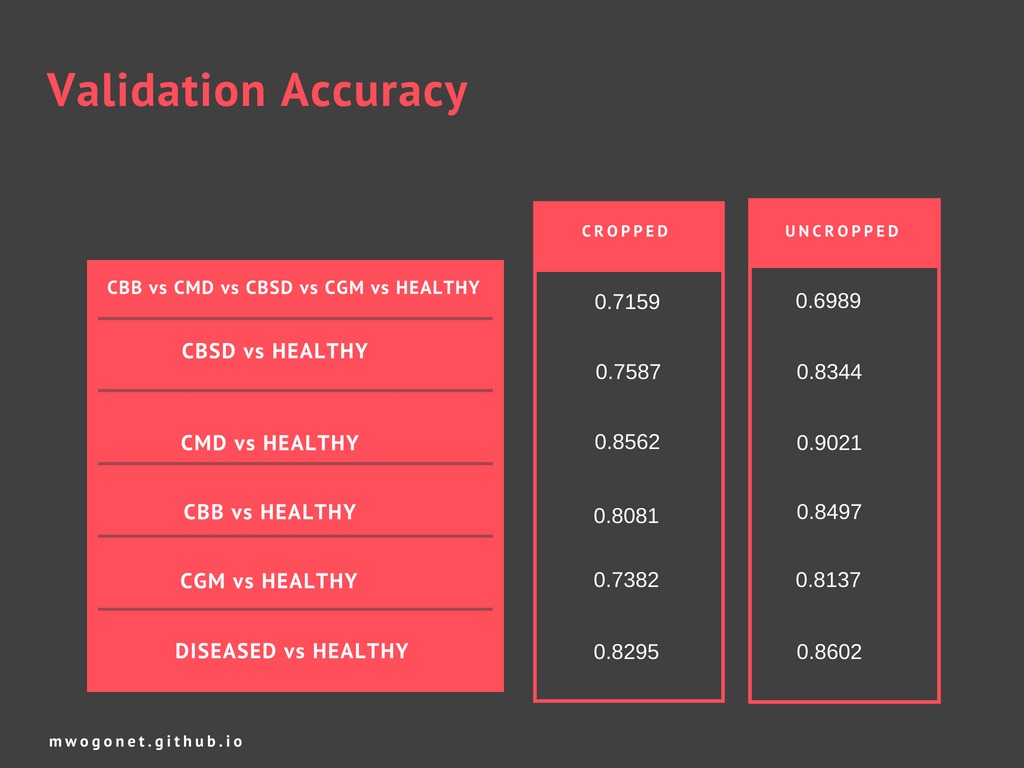 Validation Accuracy
CROPPED UNCROPPED
CBB vs CMD vs CBSD vs CGM vs HEALTHY 0.7159 0.6989
CBSD vs HEALTHY 0.7587 0.8344
CMD vs HEALTHY 0.8562 0.9021
CBB vs HEALTHY 0.8081 0.8497
CGM vs HEALTHY 0.7382 0.8137
DISEASED vs HEALTHY 0.8295 0.8602
mwogonet.github.io